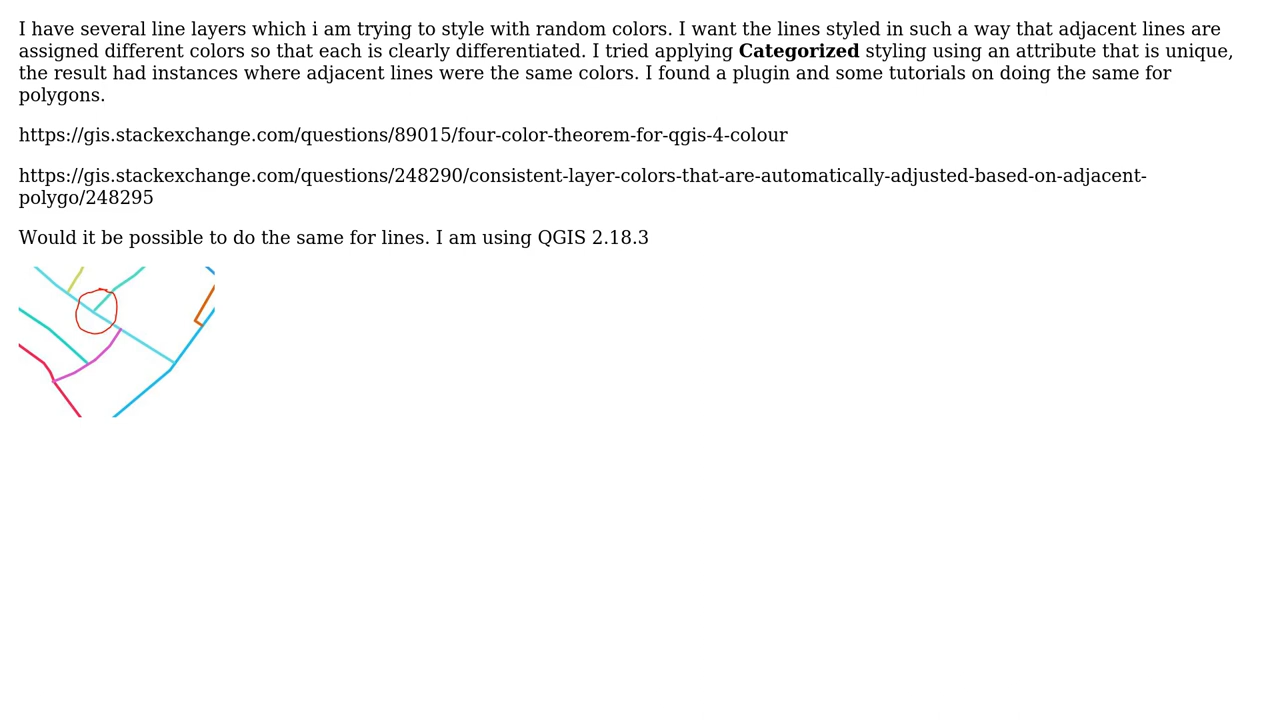 I have several line layers which i am trying to style with random colors. I want the lines styled in such a way that adjacent lines are
assigned different colors so that each is clearly differentiated. I tried applying Categorized styling using an attribute that is unique,
the result had instances where adjacent lines were the same colors. I found a plugin and some tutorials on doing the same for
polygons.
https://gis.stackexchange.com/questions/89015/four-color-theorem-for-qgis-4-colour
https://gis.stackexchange.com/questions/248290/consistent-layer-colors-that-are-automatically-adjusted-based-on-adjacent-
polygo/248295
Would it be possible to do the same for lines. I am using QGIS 2.18.3